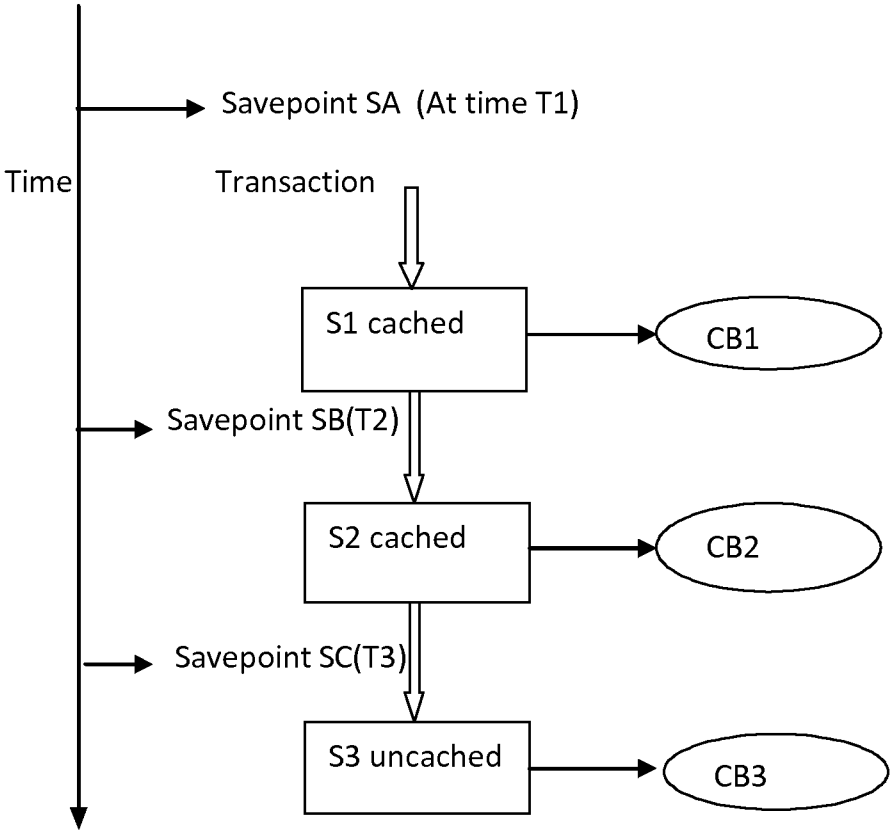 Savepoint SA (At time T1)
Time
Transaction
S1 cached
CB1
Savepoint SB(T2)
S2 cached
CB2
Savepoint SC(T3)
S3 uncached
CB3